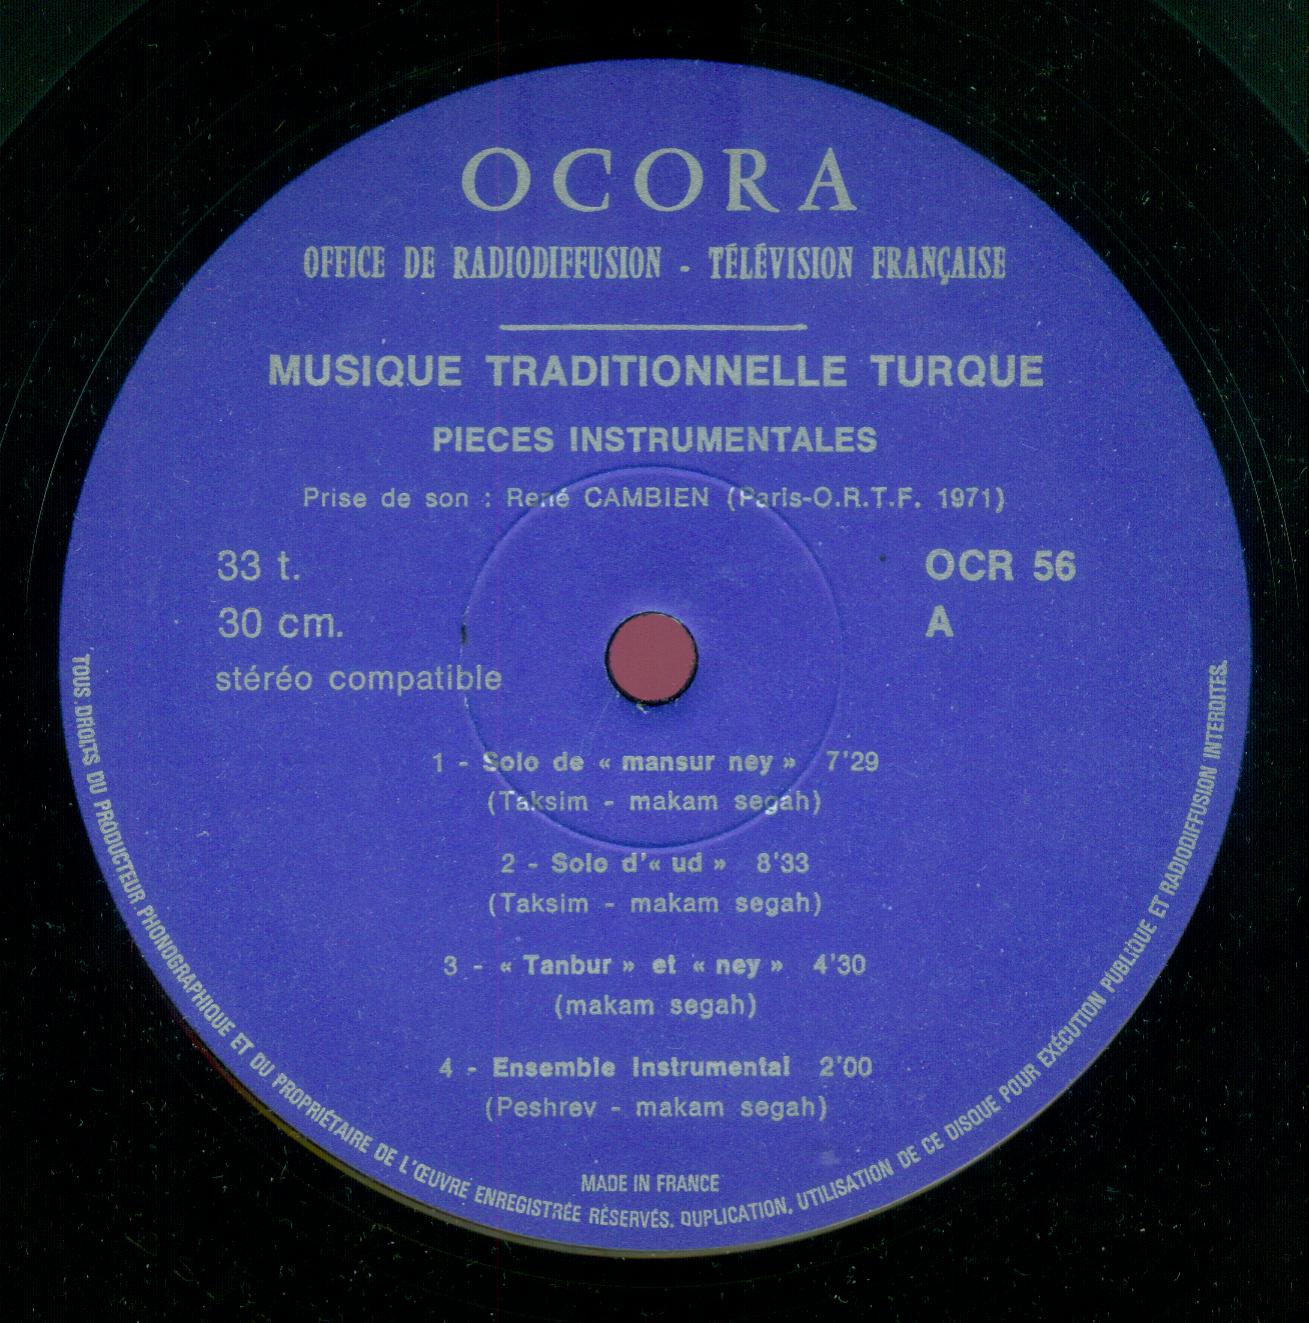 OCORA
OFFICE DE RADIODIFFUSION - TÉLÉVISION FRANÇAISE
MUSIQUE TRADITIONNELLE TURQUE
PIECES INSTRUMENTALES
Prise de son : René CAMBIEN (Paris-O.R.T.F. 1971)
33 t.
30 cm.
stéréo compatible
OCR 56
A
1 - Solo de « mansur ney » 7'29
(Taksim - makam segah)
2 - Solo d'« ud » 8'33
(Taksim - makam segah)
3 - « Tanbur » et « ney » 4'30
(makam segah)
4 - Ensemble Instrumental 2'00
(Peshrev - makam segah)
MADE IN FRANCE
TOUS DROITS DU PRODUCTEUR PHONOGRAPHIQUE ET DU PROPRIÉTAIRE DE L'ŒUVRE ENREGISTRÉE RÉSERVÉS. DUPLICATION, UTILISATION DE CE DISQUE POUR EXÉCUTION PUBLIQUE ET RADIODIFFUSION INTERDITES.